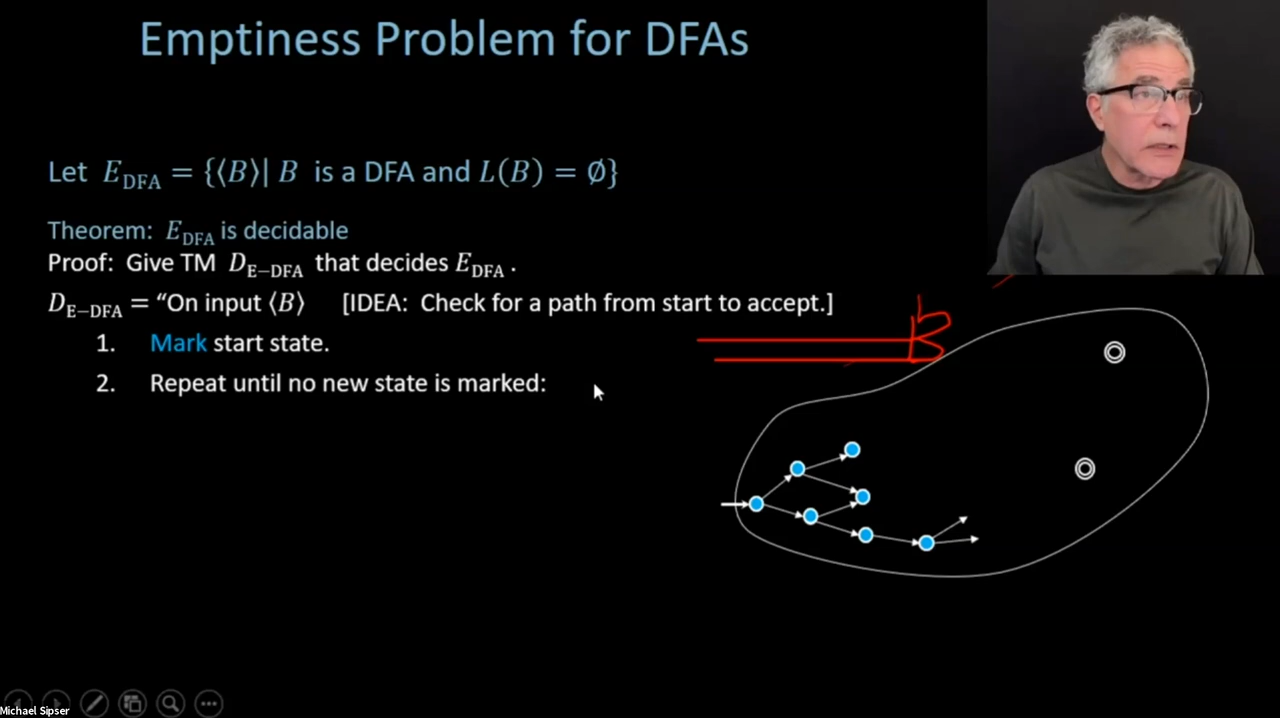 Emptiness Problem for DFAs
Let E_DFA = {⟨B⟩| B is a DFA and L(B) = ∅}
Theorem: E_DFA is decidable
Proof: Give TM D_E−DFA that decides E_DFA .
D_E−DFA = “On input ⟨B⟩ [IDEA: Check for a path from start to accept.]
1. Mark start state.
2. Repeat until no new state is marked:
B
Michael Sipser